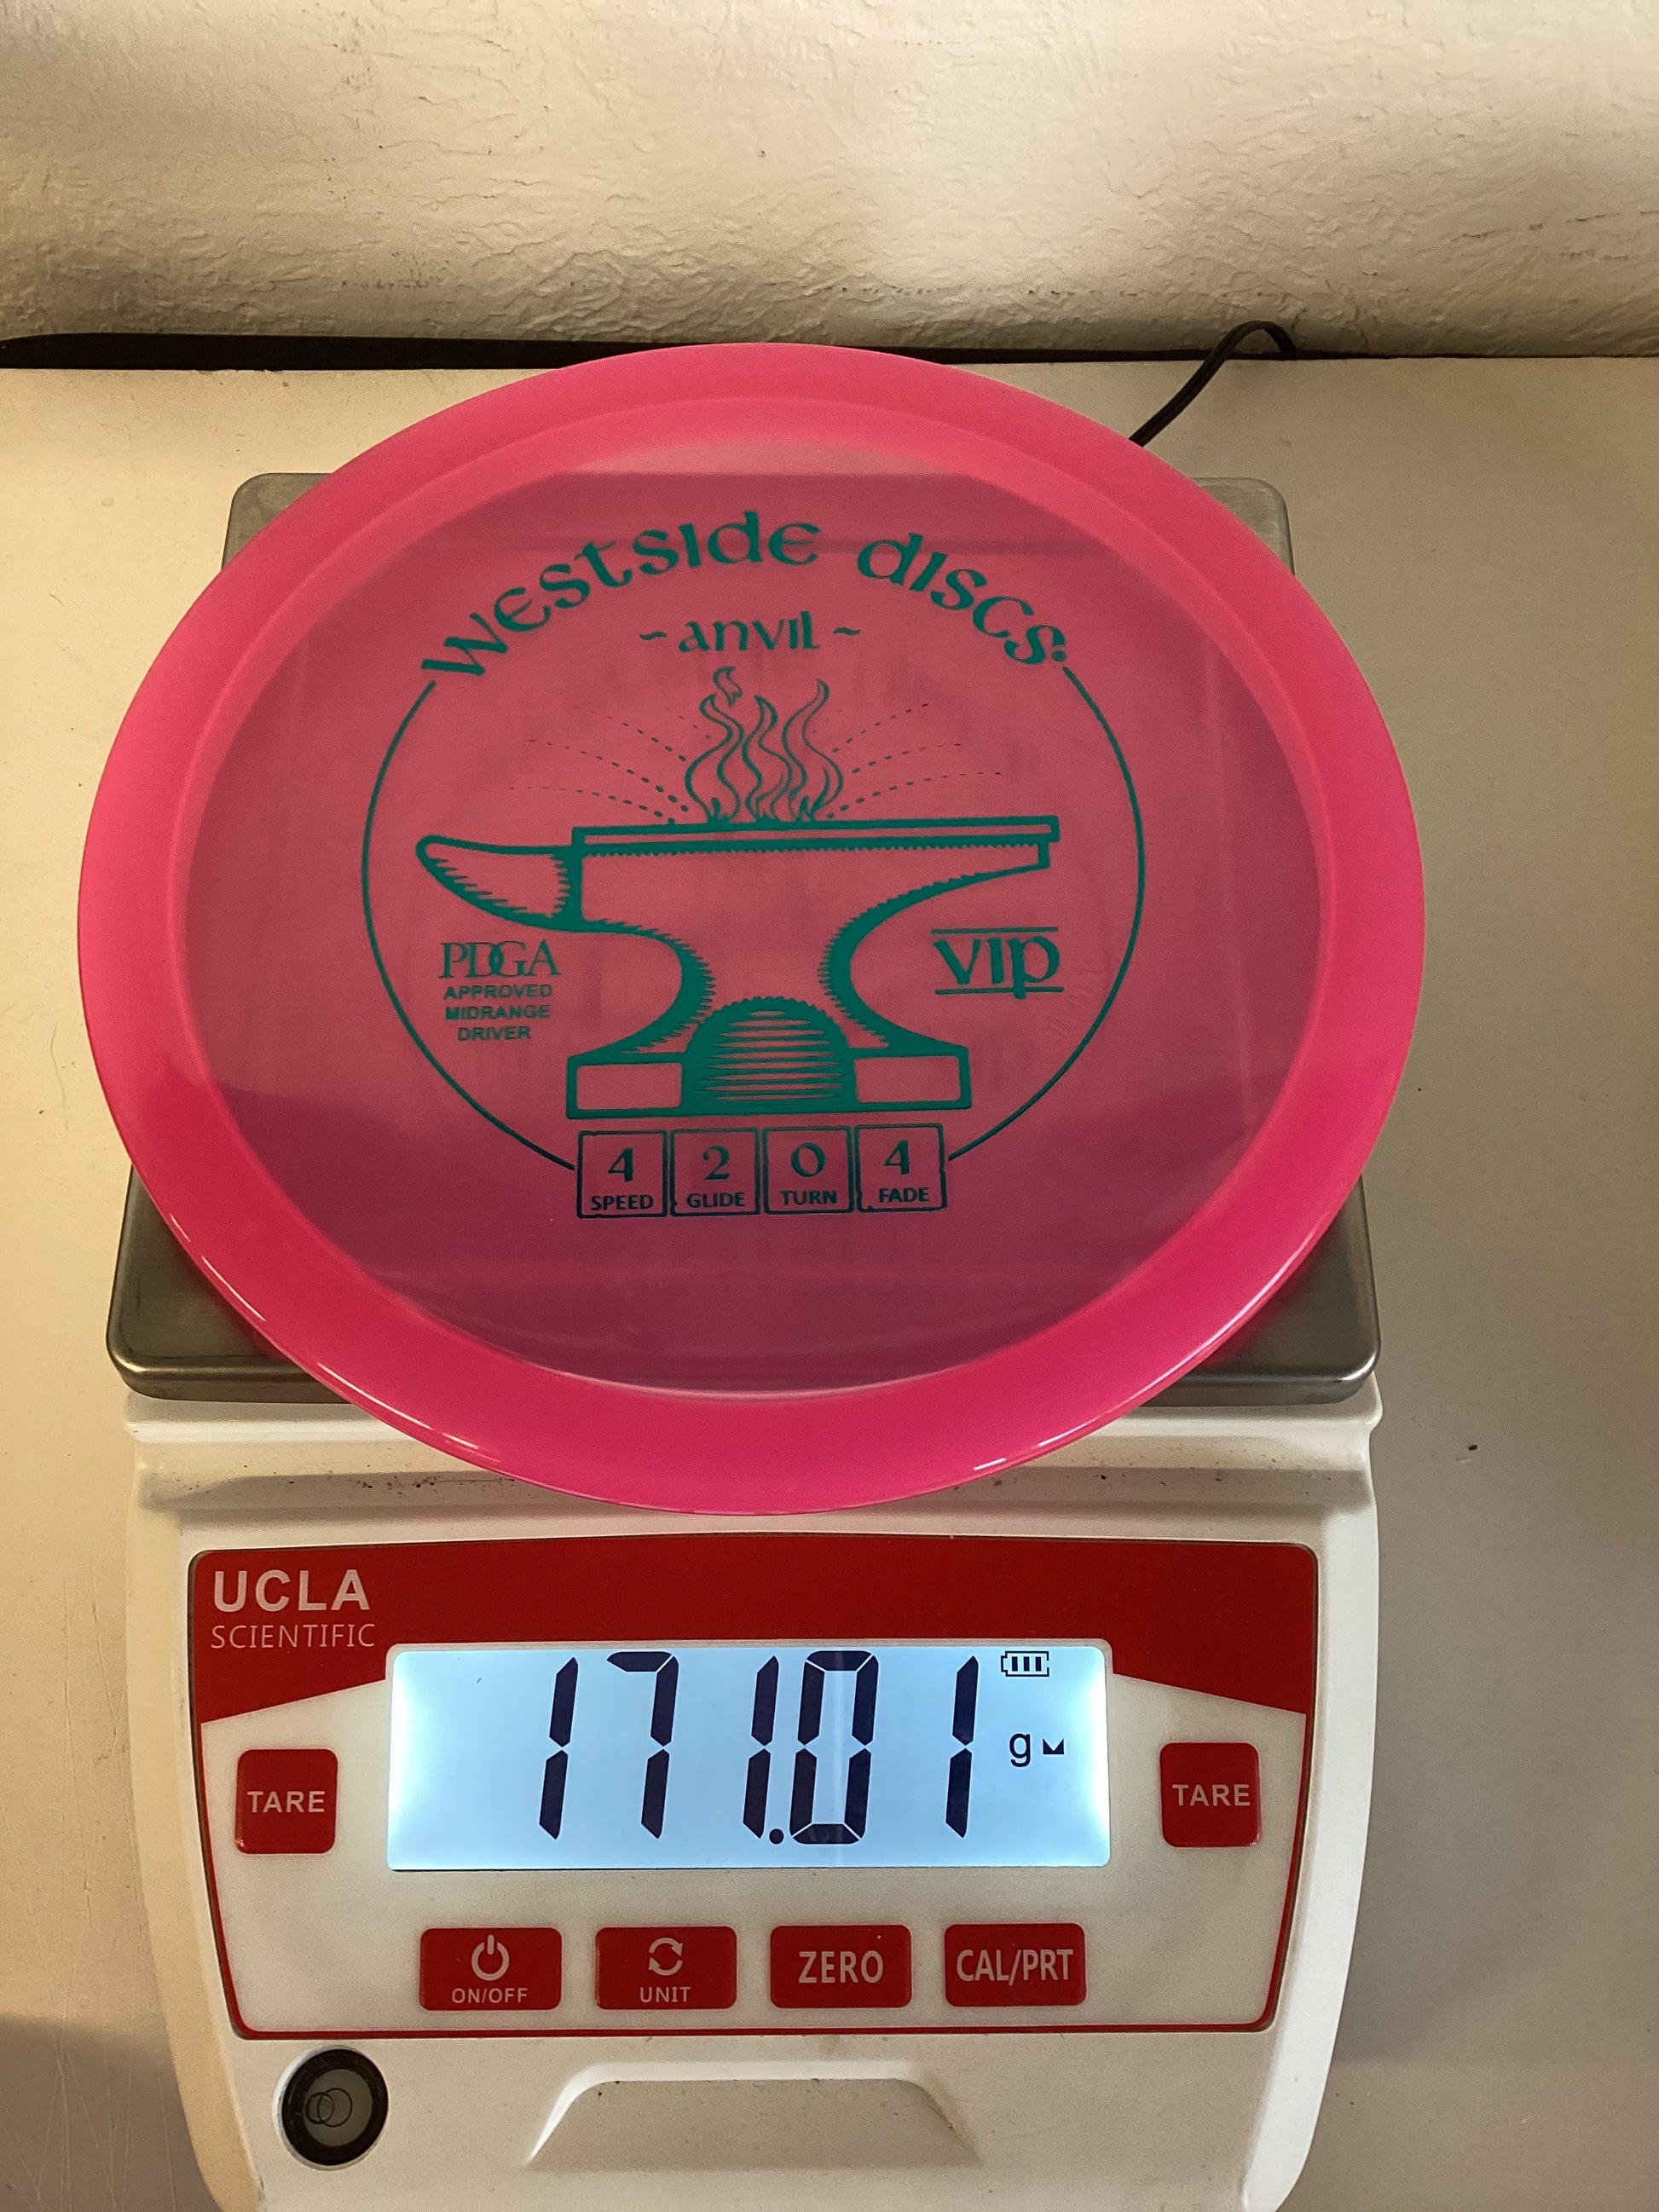 westside discs.
~anvil~
PDGA
APPROVED
MIDRANGE
DRIVER
VIP
4 2 0 4
SPEED GLIDE TURN FADE
UCLA
SCIENTIFIC
171.01 g
TARE TARE
ON/OFF UNIT ZERO CAL/PRT